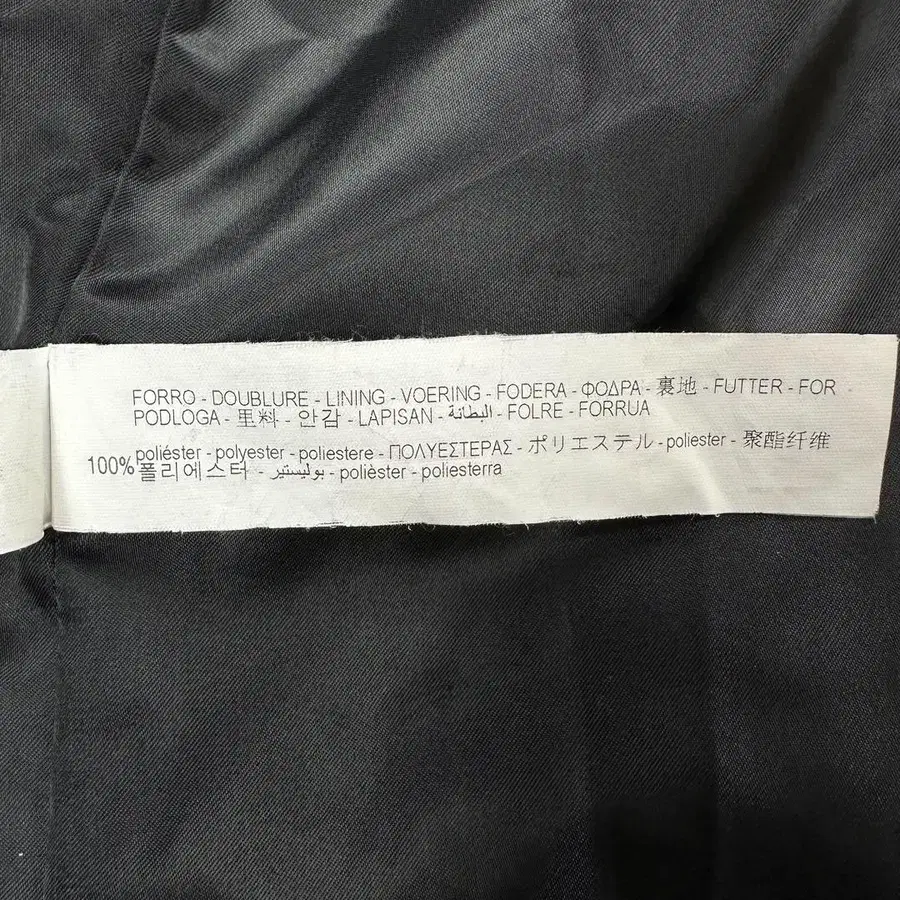 FORRO - DOUBLURE - LINING - VOERING - FODERA - ΦΟΔΡΑ - 裏地 - FUTTER - FOR
PODLOGA - 里料 - 안감 - LAPISAN - البطانة - FOLRE - FORRUA
poliéster - polyester - poliestere - ΠΟΛΥΕΣΤΕΡΑΣ - ポリエステル - poliester - 聚酯纤维
100% 폴리에스터 - بوليستير - polièster - poliesterra